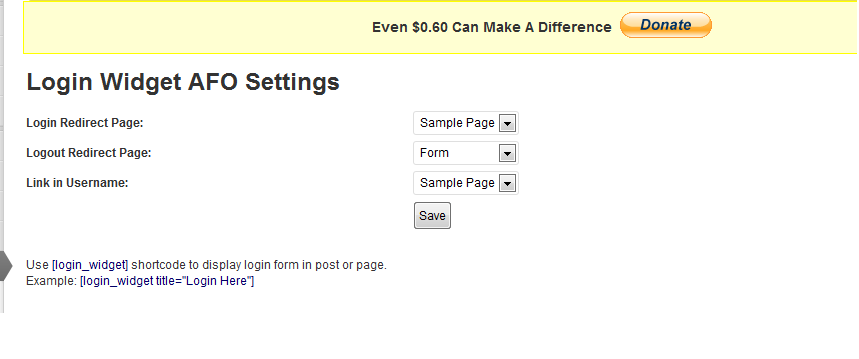 Even $0.60 Can Make A Difference Donate
Login Widget AFO Settings
Login Redirect Page: Sample Page
Logout Redirect Page: Form
Link in Username: Sample Page
Save
Use [login_widget] shortcode to display login form in post or page.
Example: [login_widget title="Login Here"]